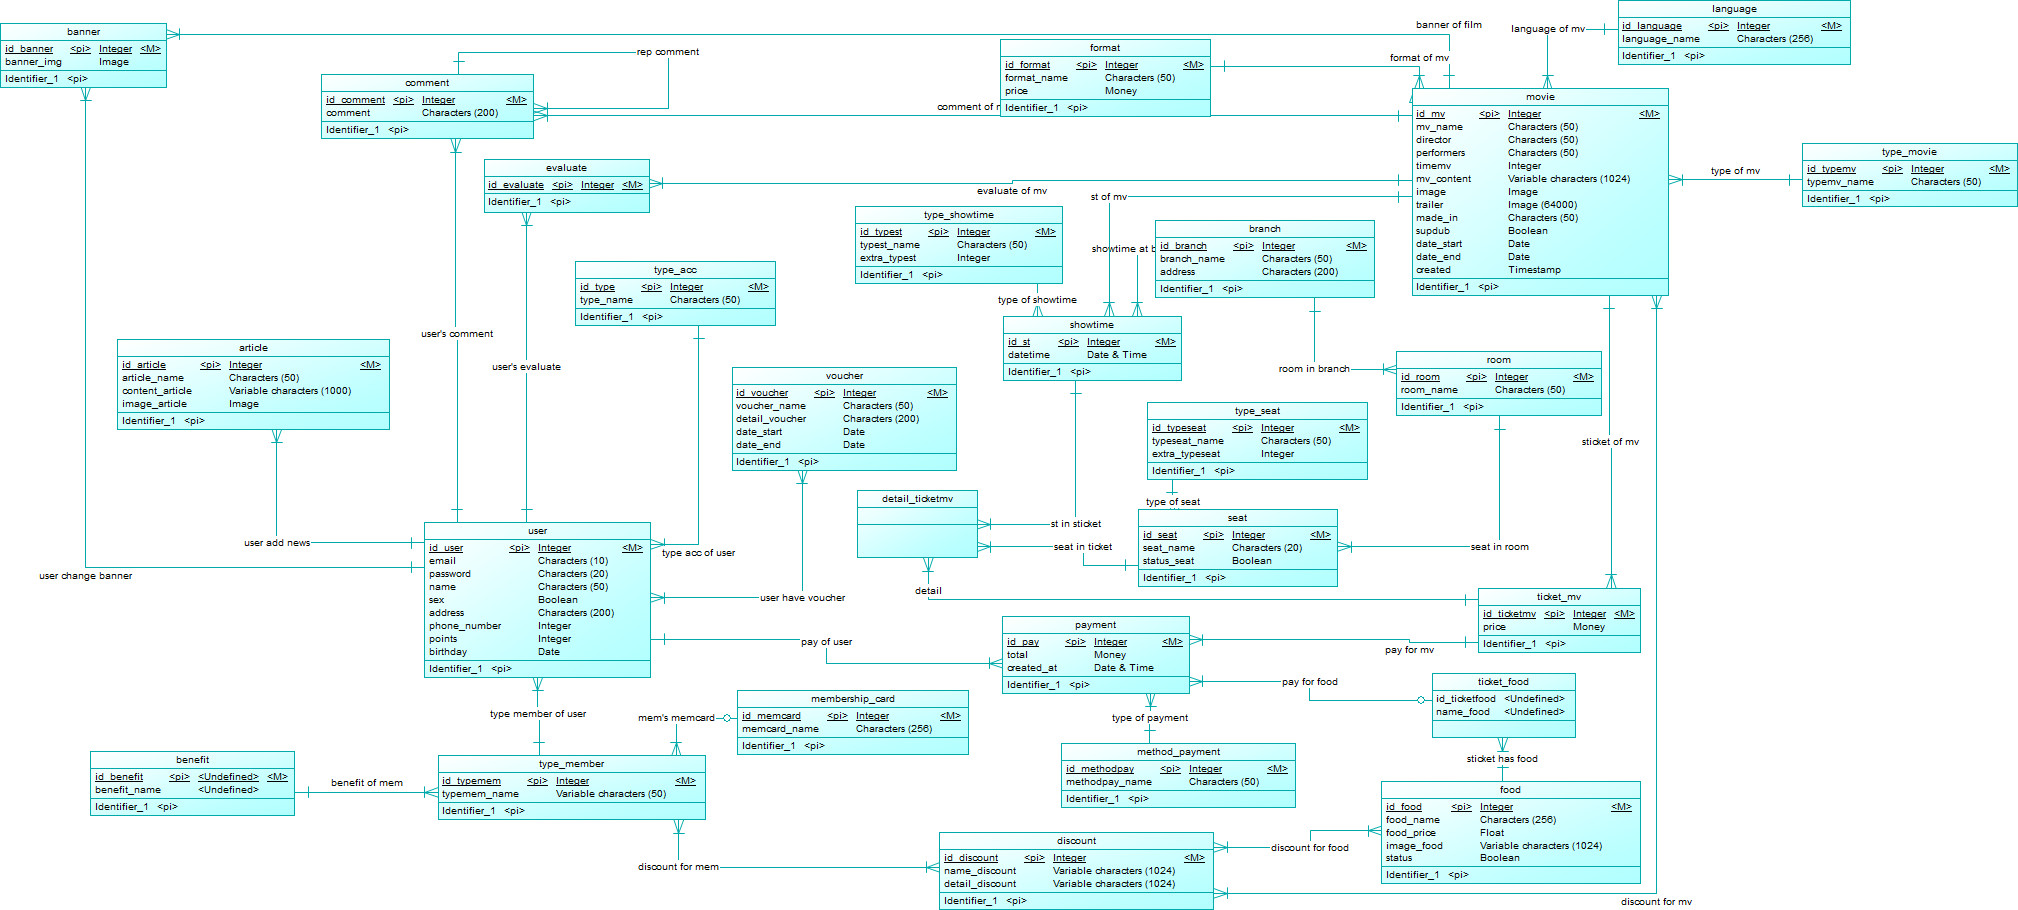 banner
id_banner <pi> Integer <M>
banner_img Image
Identifier_1 <pi>
comment
id_comment <pi> Integer <M>
comment Characters (200)
Identifier_1 <pi>
rep comment
format
id_format <pi> Integer <M>
format_name Characters (50)
price Money
Identifier_1 <pi>
banner of film
format of mv
language of mv
language
id_language <pi> Integer <M>
language_name Characters (256)
Identifier_1 <pi>
comment of m
movie
id_mv <pi> Integer <M>
mv_name Characters (50)
director Characters (50)
performers Characters (50)
timemv Integer
mv_content Variable characters (1024)
image Image
trailer Image (64000)
made_in Characters (50)
supdub Boolean
date_start Date
date_end Date
created Timestamp
Identifier_1 <pi>
type of mv
type_movie
id_typemv <pi> Integer <M>
typemv_name Characters (50)
Identifier_1 <pi>
evaluate
id_evaluate <pi> Integer <M>
Identifier_1 <pi>
evaluate of mv
st of mv
type_showtime
id_typest <pi> Integer <M>
typest_name Characters (50)
extra_typest Integer
Identifier_1 <pi>
showtime at b
branch
id_branch <pi> Integer <M>
branch_name Characters (50)
address Characters (200)
Identifier_1 <pi>
type_acc
id_type <pi> Integer <M>
type_name Characters (50)
Identifier_1 <pi>
type of showtime
showtime
id_st <pi> Integer <M>
datetime Date & Time
Identifier_1 <pi>
user's comment
user's evaluate
article
id_article <pi> Integer <M>
article_name Characters (50)
content_article Variable characters (1000)
image_article Image
Identifier_1 <pi>
voucher
id_voucher <pi> Integer <M>
voucher_name Characters (50)
detail_voucher Characters (200)
date_start Date
date_end Date
Identifier_1 <pi>
room in branch
room
id_room <pi> Integer <M>
room_name Characters (50)
Identifier_1 <pi>
type_seat
id_typeseat <pi> Integer <M>
typeseat_name Characters (50)
extra_typeseat Integer
Identifier_1 <pi>
sticket of mv
type of seat
detail_ticketmv
st in sticket
seat in ticket
seat
id_seat <pi> Integer <M>
seat_name Characters (20)
status_seat Boolean
Identifier_1 <pi>
seat in room
user add news
user change banner
user
id_user <pi> Integer <M>
email Characters (10)
password Characters (20)
name Characters (50)
sex Boolean
address Characters (200)
phone_number Integer
points Integer
birthday Date
Identifier_1 <pi>
type acc of user
user have voucher
detail
ticket_mv
id_ticketmv <pi> Integer <M>
price Money
Identifier_1 <pi>
pay of user
payment
id_pay <pi> Integer <M>
total Money
created_at Date & Time
Identifier_1 <pi>
pay for mv
pay for food
ticket_food
id_ticketfood <Undefined>
name_food <Undefined>
type member of user
mem's memcard
membership_card
id_memcard <pi> Integer <M>
memcard_name Characters (256)
Identifier_1 <pi>
type of payment
method_payment
id_methodpay <pi> Integer <M>
methodpay_name Characters (50)
Identifier_1 <pi>
sticket has food
benefit
id_benefit <pi> <Undefined> <M>
benefit_name <Undefined>
Identifier_1 <pi>
benefit of mem
type_member
id_typemem <pi> Integer <M>
typemem_name Variable characters (50)
Identifier_1 <pi>
food
id_food <pi> Integer <M>
food_name Characters (256)
food_price Float
image_food Variable characters (1024)
status Boolean
Identifier_1 <pi>
discount for mem
discount
id_discount <pi> Integer <M>
name_discount Variable characters (1024)
detail_discount Variable characters (1024)
Identifier_1 <pi>
discount for food
discount for mv